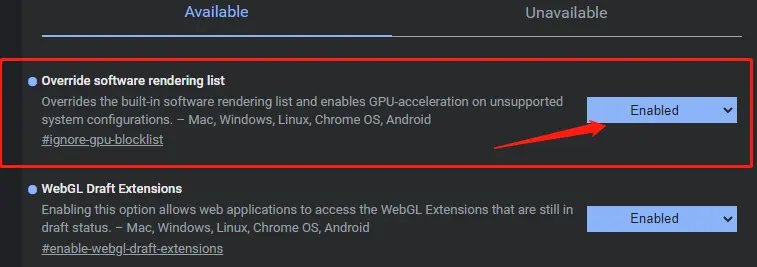 Available
Unavailable
Override software rendering list
Overrides the built-in software rendering list and enables GPU-acceleration on unsupported
system configurations. – Mac, Windows, Linux, Chrome OS, Android
#ignore-gpu-blocklist
Enabled
WebGL Draft Extensions
Enabling this option allows web applications to access the WebGL Extensions that are still in
draft status. – Mac, Windows, Linux, Chrome OS, Android
#enable-webgl-draft-extensions
Enabled